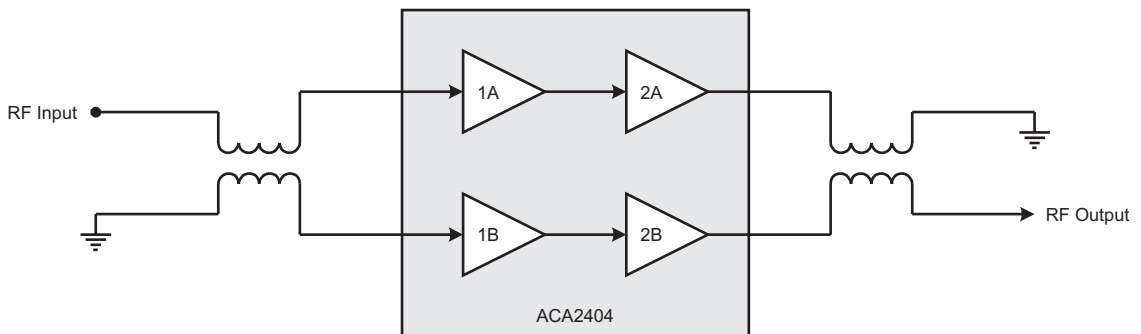 RF Input
1A
2A
1B
2B
RF Output
ACA2404